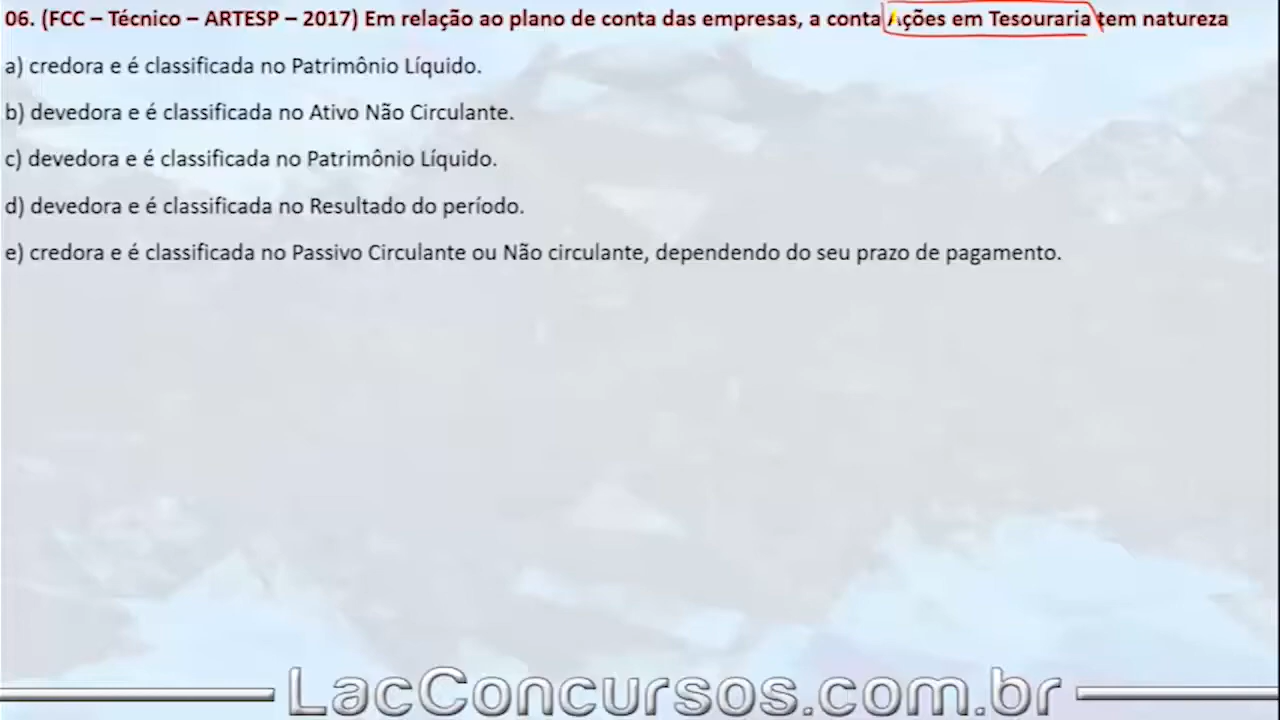 06. (FCC – Técnico – ARTESP – 2017) Em relação ao plano de conta das empresas, a conta Ações em Tesouraria tem natureza
a) credora e é classificada no Patrimônio Líquido.
b) devedora e é classificada no Ativo Não Circulante.
c) devedora e é classificada no Patrimônio Líquido.
d) devedora e é classificada no Resultado do período.
e) credora e é classificada no Passivo Circulante ou Não circulante, dependendo do seu prazo de pagamento.
LacConcursos.com.br